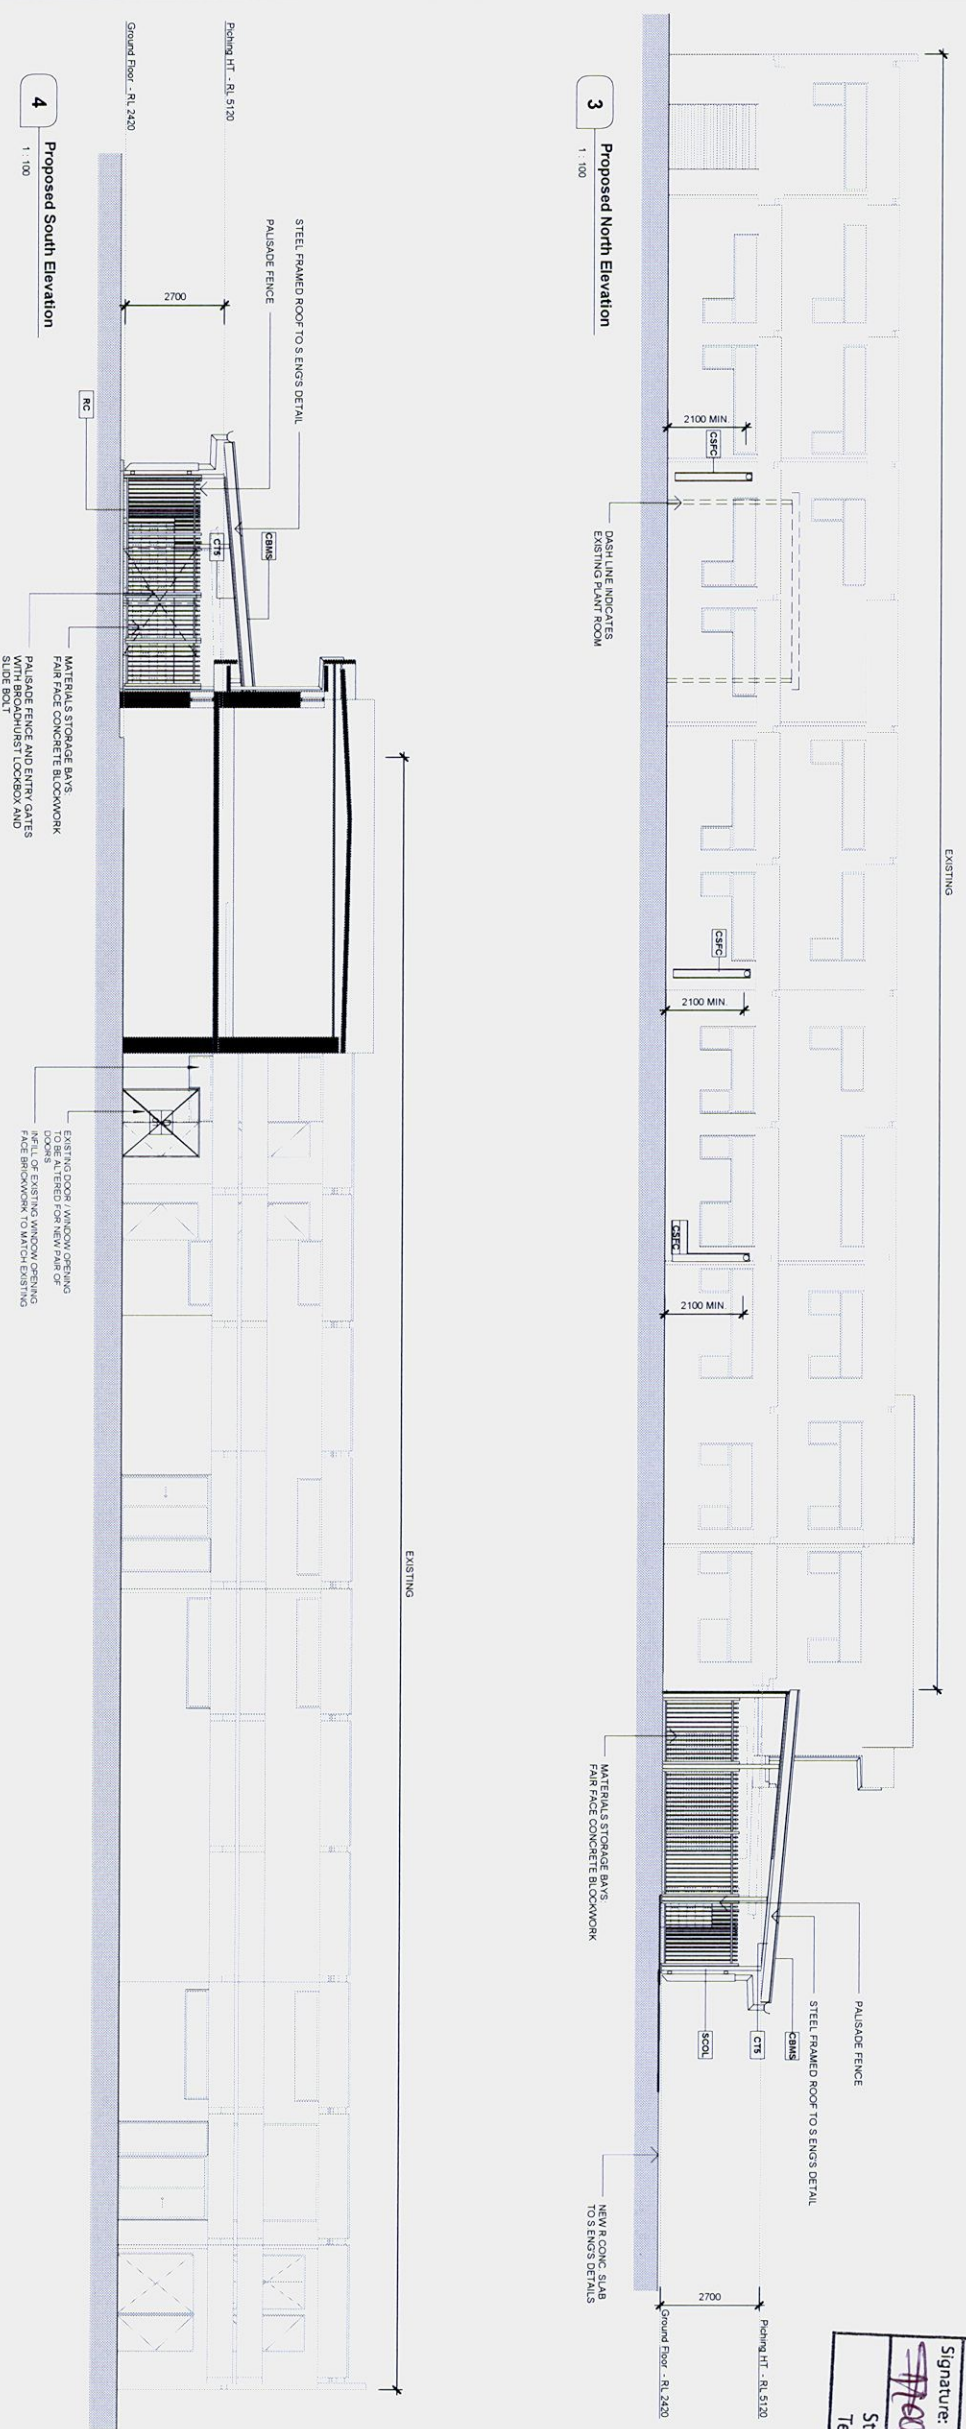 EXISTING
2100 MIN.
CSFC
DASH LINE INDICATES
EXISTING PLANT ROOM
CSFC
2100 MIN.
CSFC
2100 MIN.
MATERIALS STORAGE BAYS
FAIR FACE CONCRETE BLOCKWORK
PALISADE FENCE
STEEL FRAMED ROOF TO S.ENG'S DETAIL
CBMS
CT5
SCOL
NEW R.CONC. SLAB
TO S.ENG'S DETAILS
2700
Piching HT - RL 5120
Ground Floor - RL 2420
3
Proposed North Elevation
1 : 100
Signature:
EXISTING
Piching HT - RL 5120
Ground Floor - RL 2420
2700
STEEL FRAMED ROOF TO S.ENG'S DETAIL
PALISADE FENCE
RC
CBMS
CT5
MATERIALS STORAGE BAYS
FAIR FACE CONCRETE BLOCKWORK
PALISADE FENCE AND ENTRY GATES
WITH BROADHURST LOCKBOX AND
SLIDE BOLT
EXISTING DOOR / WINDOW OPENING
TO BE ALTERED FOR NEW PAIR OF
DOORS
INFILL OF EXISTING WINDOW OPENING
FACE BRICKWORK TO MATCH EXISTING
4
Proposed South Elevation
1 : 100